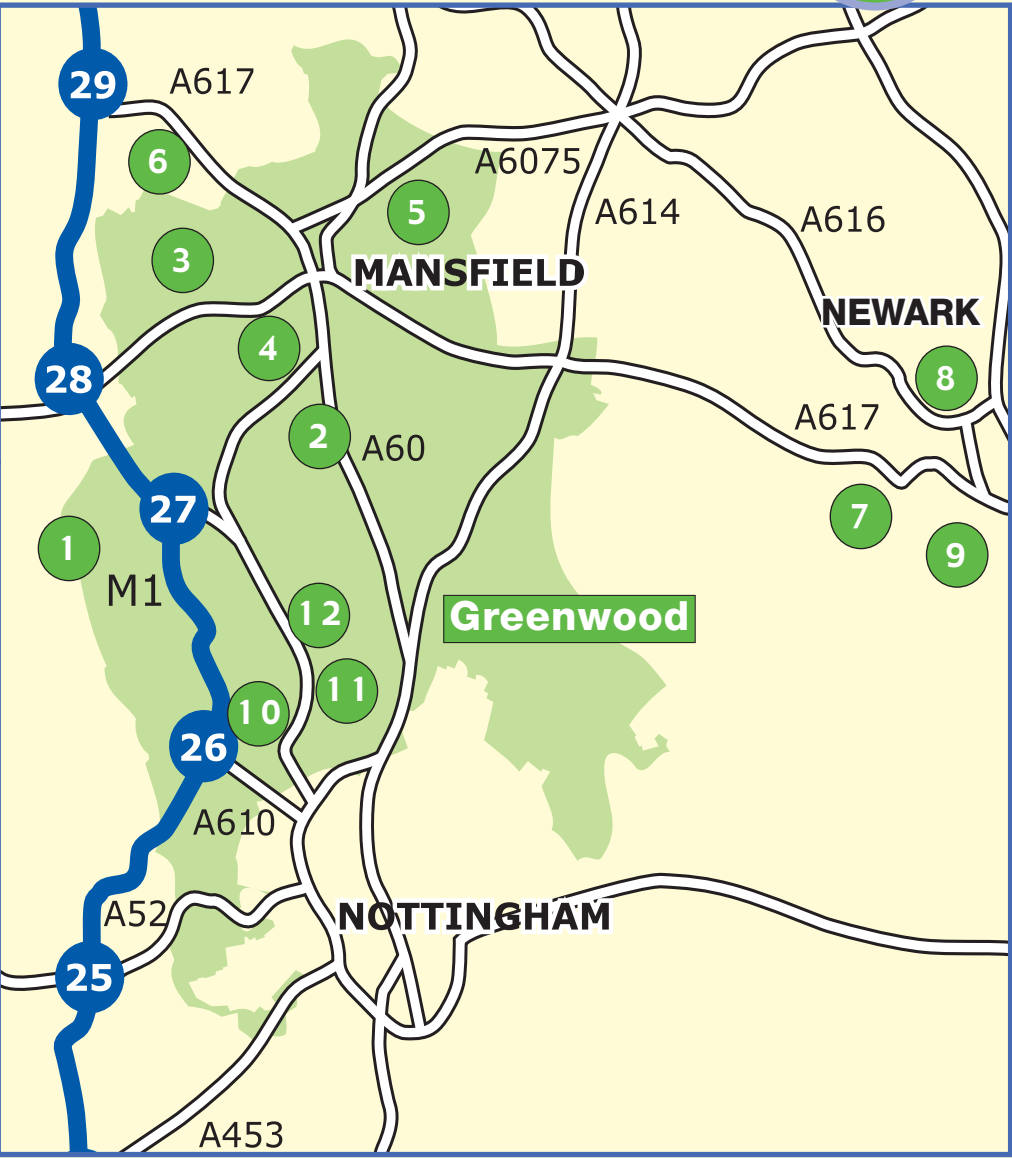 29
A617
6
A6075
5
A614
A616
3
MANSFIELD
NEWARK
4
28
8
A617
2
A60
27
7
1
9
M1
12
Greenwood
11
10
26
A610
A52
NOTTINGHAM
25
A453